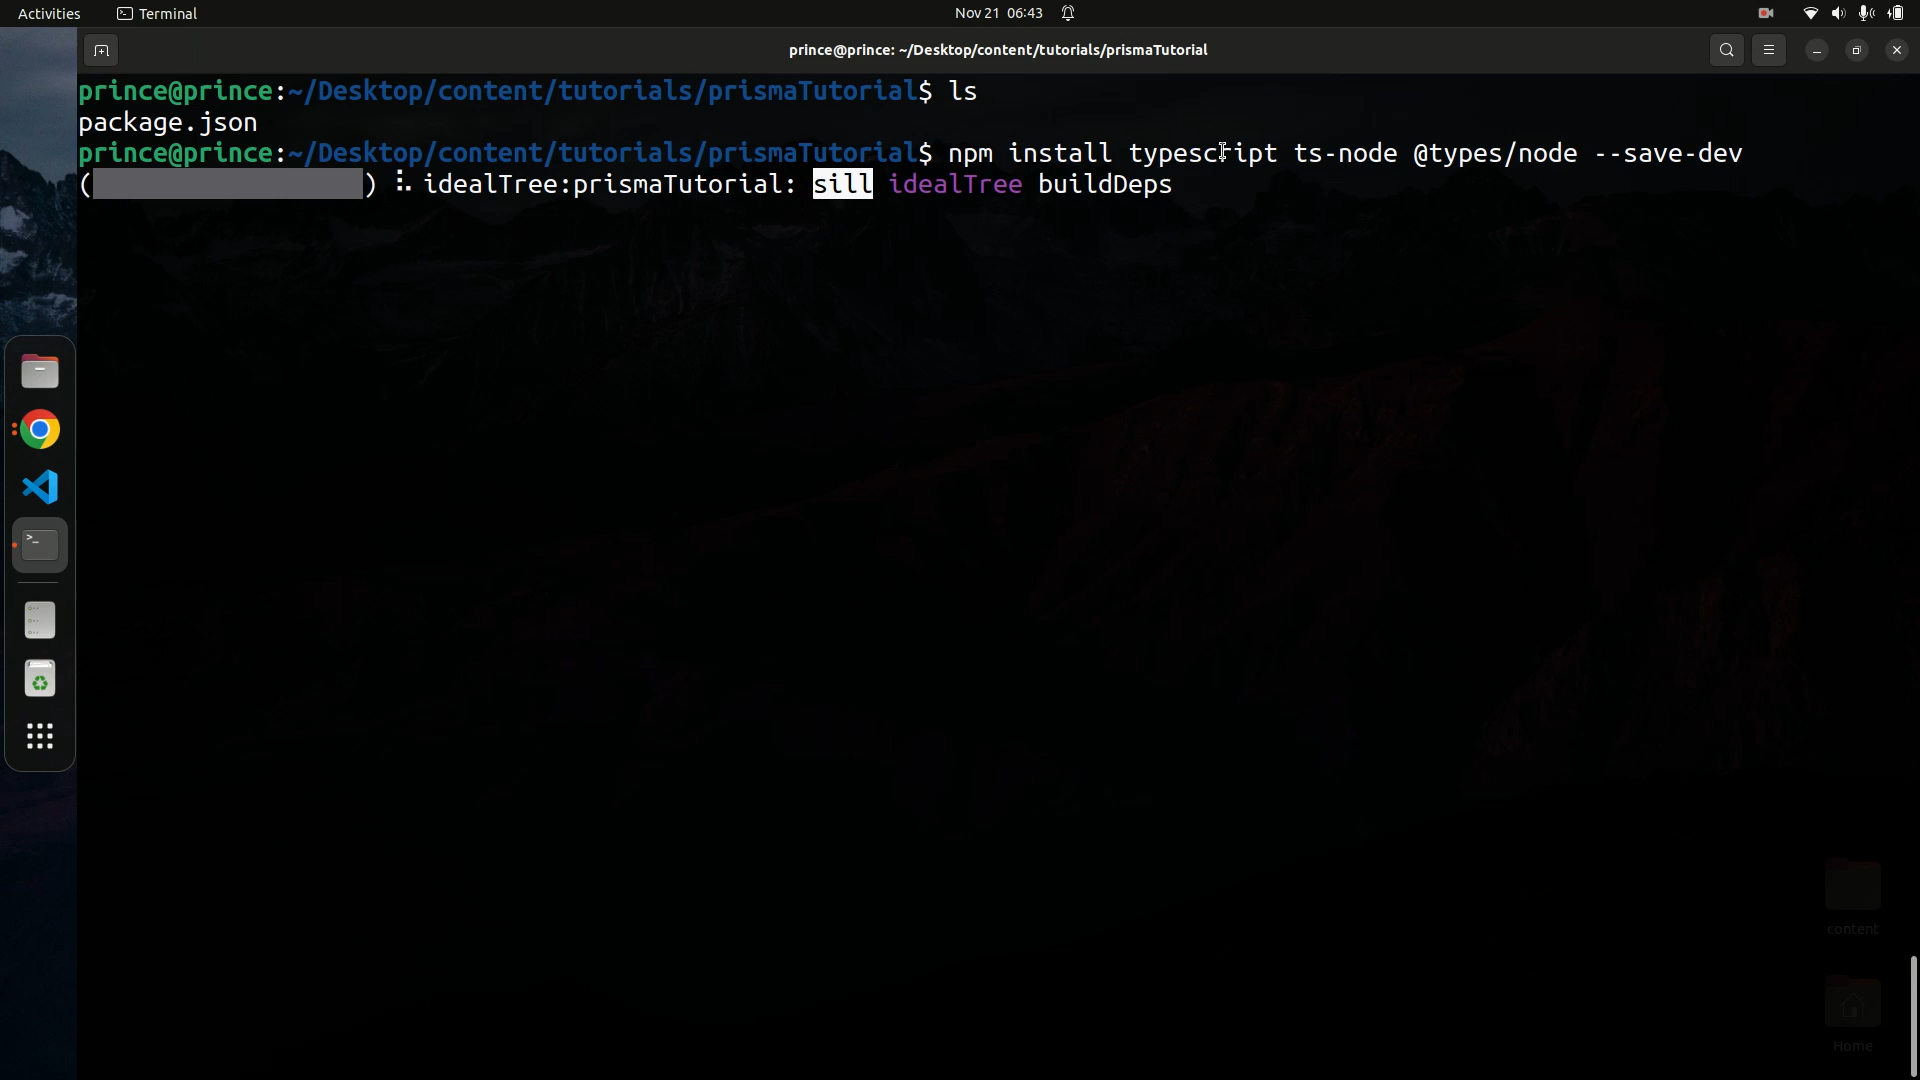 Activities Terminal Nov 21 06:43
prince@prince: ~/Desktop/content/tutorials/prismaTutorial
prince@prince:~/Desktop/content/tutorials/prismaTutorial$ ls
package.json
prince@prince:~/Desktop/content/tutorials/prismaTutorial$ npm install typescript ts-node @types/node --save-dev
() ⠧ idealTree:prismaTutorial: sill idealTree buildDeps
content
Home